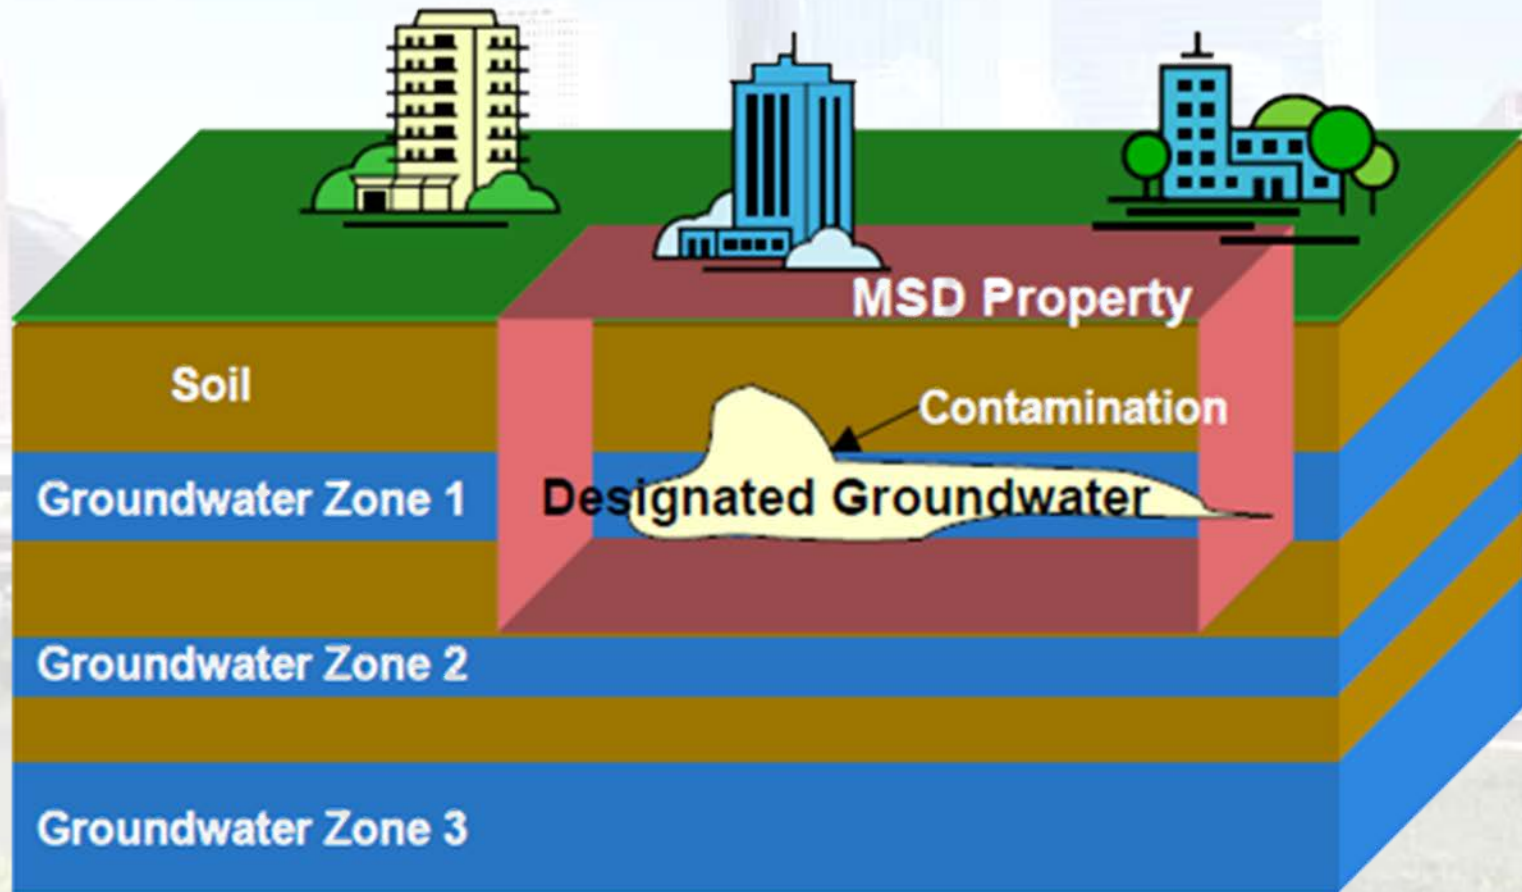 MSD Property
Soil
Contamination
Groundwater Zone 1
Designated Groundwater
Groundwater Zone 2
Groundwater Zone 3